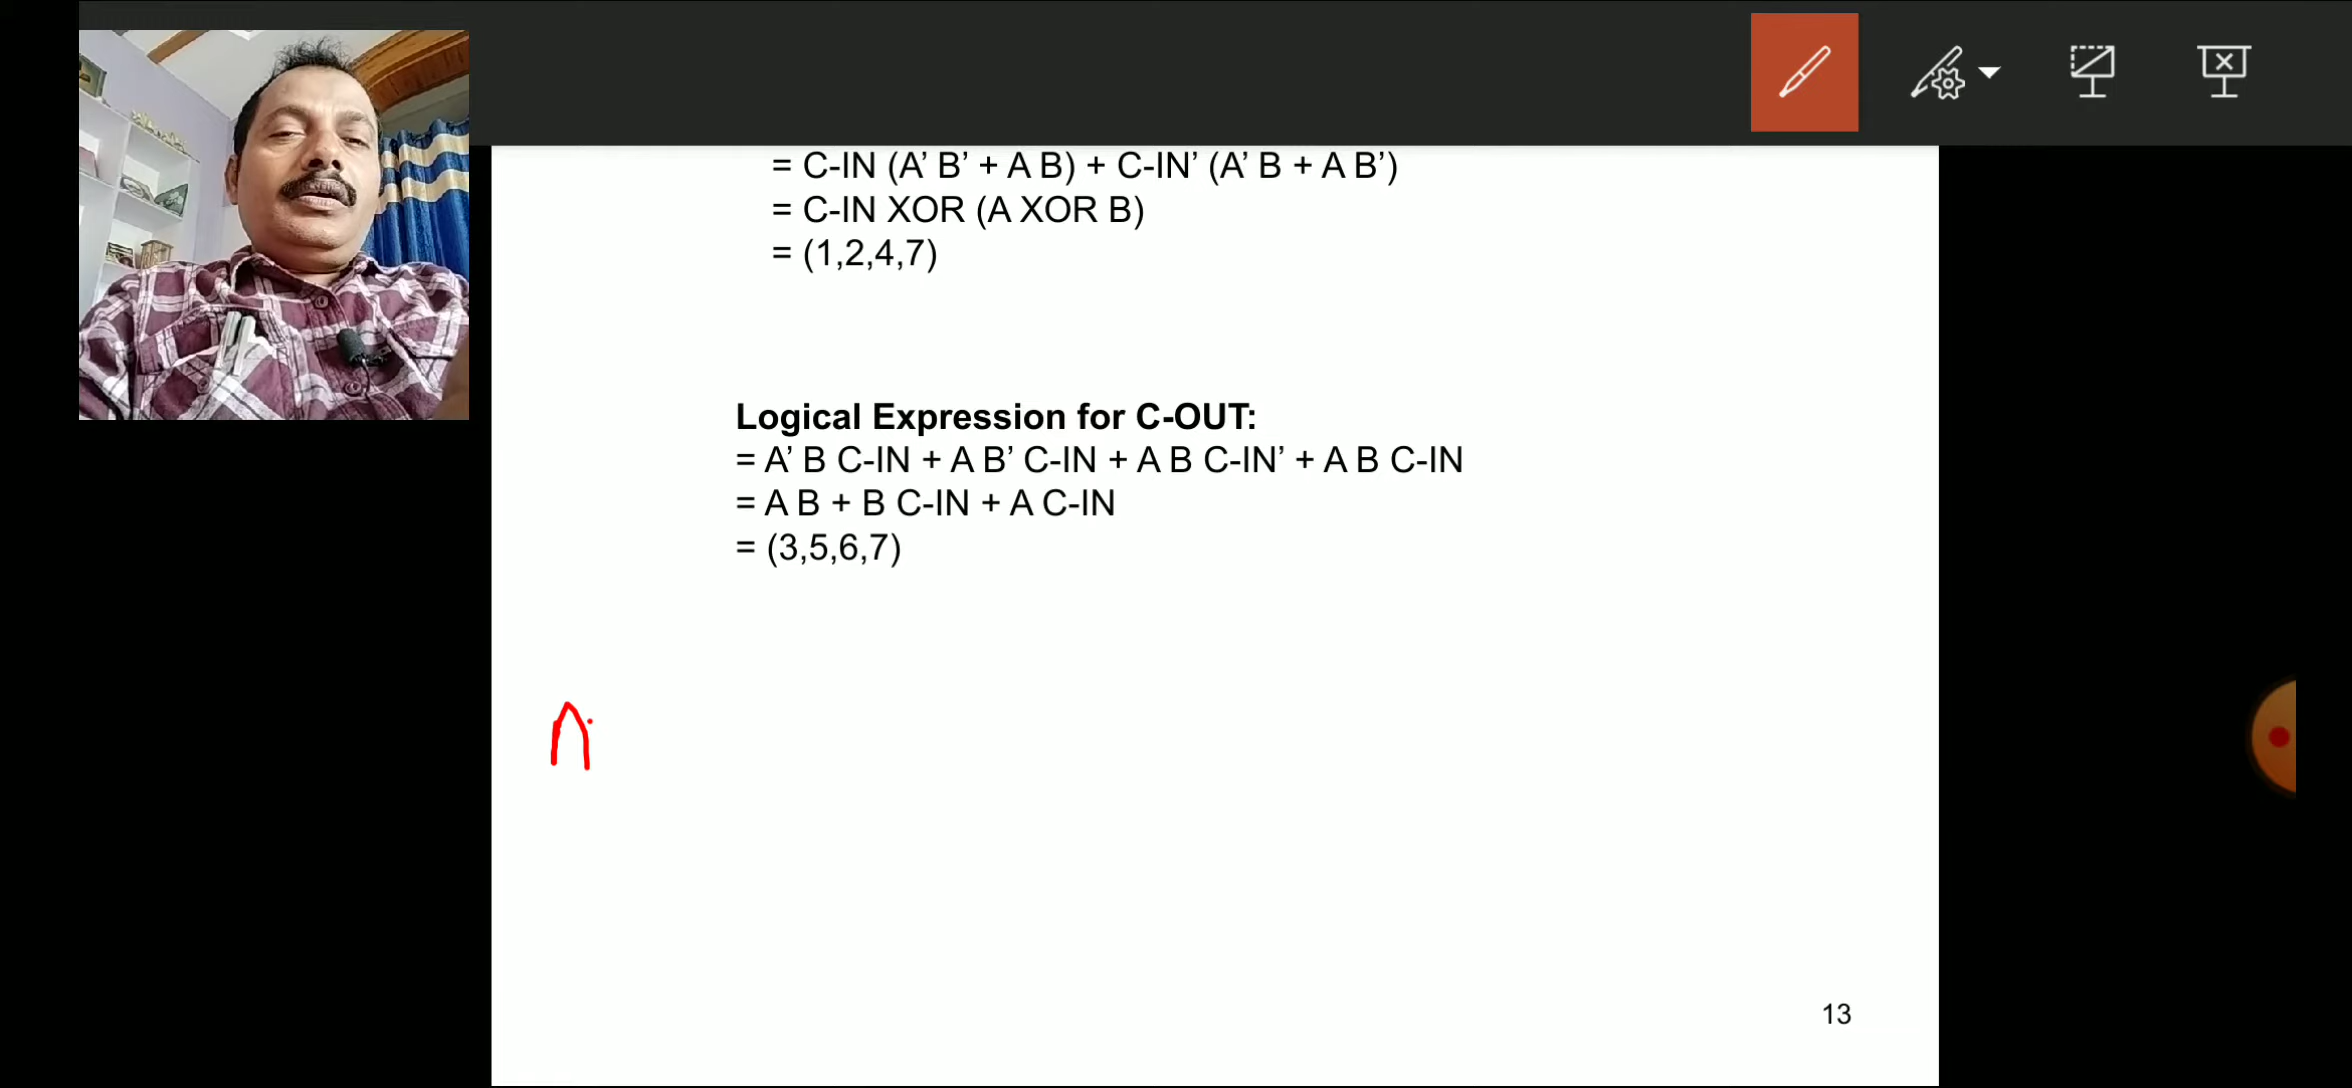 = C-IN (A’ B’ + A B) + C-IN’ (A’ B + A B’)
= C-IN XOR (A XOR B)
= (1,2,4,7)
Logical Expression for C-OUT:
= A’ B C-IN + A B’ C-IN + A B C-IN’ + A B C-IN
= A B + B C-IN + A C-IN
= (3,5,6,7)
13